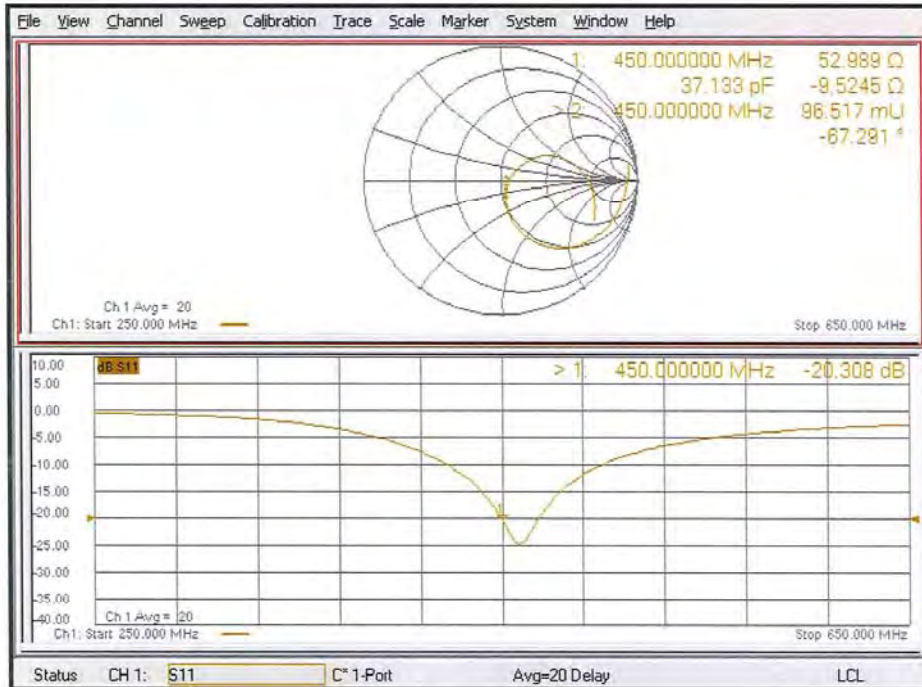 File View Channel Sweep Calibration Trace Scale Marker System Window Help
1: 450.000000 MHz 52.989 Ω
37.133 pF -9.5245 Ω
> 2: 450.000000 MHz 96.517 mU
-67.291 °
Ch 1 Avg = 20
Ch1: Start 250.000 MHz Stop 650.000 MHz
10.00 dB S11 > 1: 450.000000 MHz -20.308 dB
5.00
0.00
-5.00
-10.00
-15.00
-20.00
-25.00
-30.00
-35.00
-40.00 Ch 1 Avg = 20
Ch1: Start 250.000 MHz Stop 650.000 MHz
Status CH 1: S11 C* 1-Port Avg=20 Delay LCL